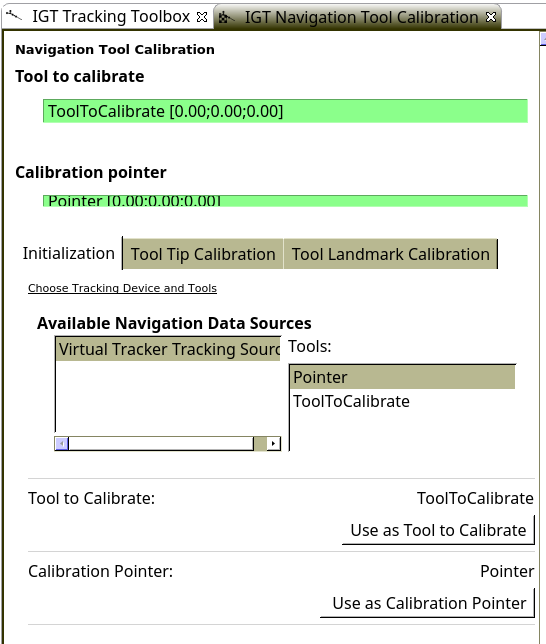 IGT Tracking Toolbox
IGT Navigation Tool Calibration
Navigation Tool Calibration
Tool to calibrate
ToolToCalibrate [0.00;0.00;0.00]
Calibration pointer
Pointer [0.00;0.00;0.00]
Initialization
Tool Tip Calibration
Tool Landmark Calibration
Choose Tracking Device and Tools
Available Navigation Data Sources
Virtual Tracker Tracking Sourc
Tools:
Pointer
ToolToCalibrate
Tool to Calibrate: ToolToCalibrate
Use as Tool to Calibrate
Calibration Pointer: Pointer
Use as Calibration Pointer